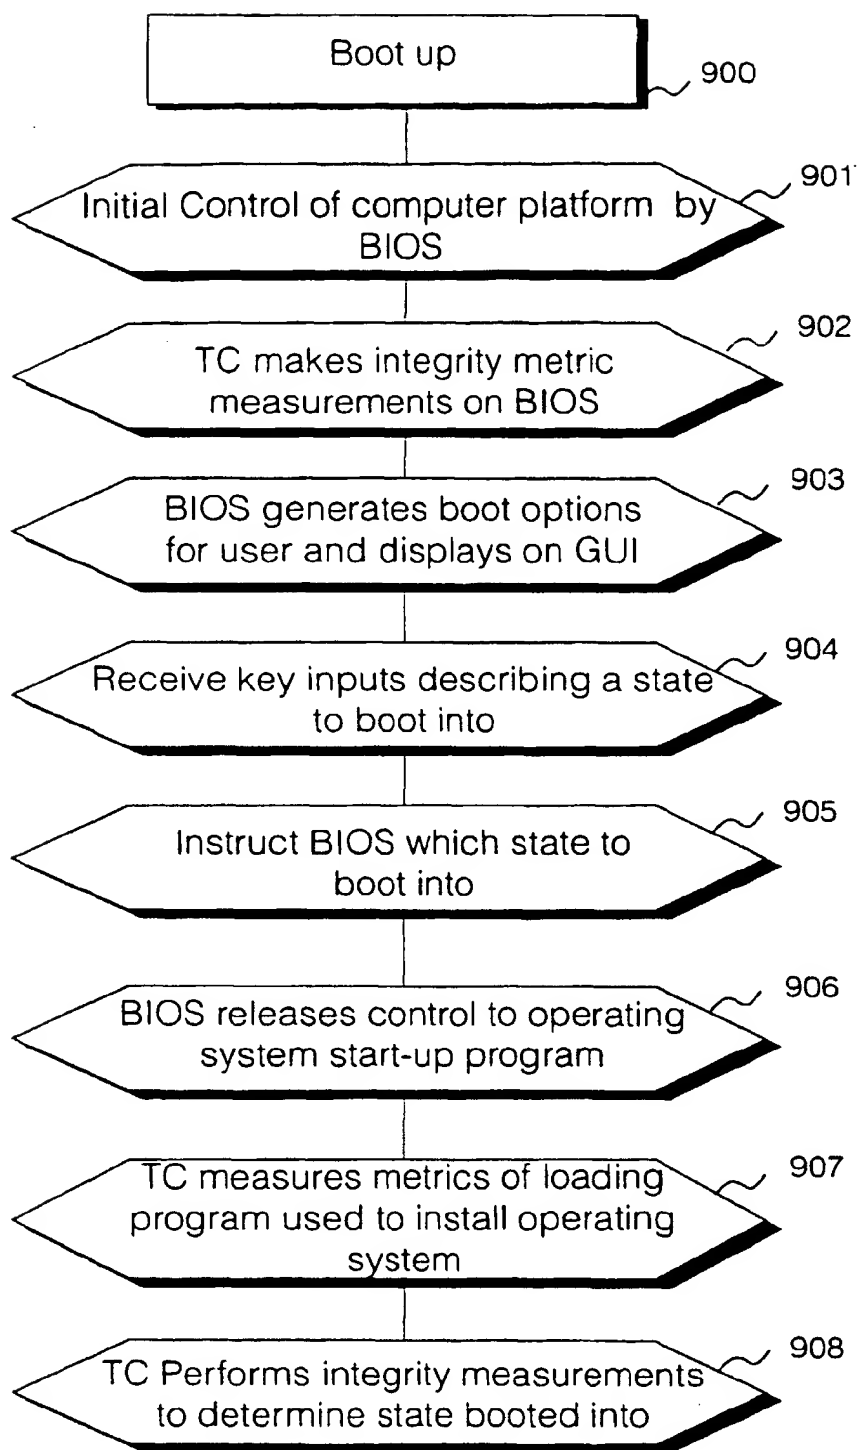 Boot up
900
Initial Control of computer platform by
BIOS
901
TC makes integrity metric
measurements on BIOS
902
BIOS generates boot options
for user and displays on GUI
903
Receive key inputs describing a state
to boot into
904
Instruct BIOS which state to
boot into
905
BIOS releases control to operating
system start-up program
906
TC measures metrics of loading
program used to install operating
system
907
TC Performs integrity measurements
to determine state booted into
908